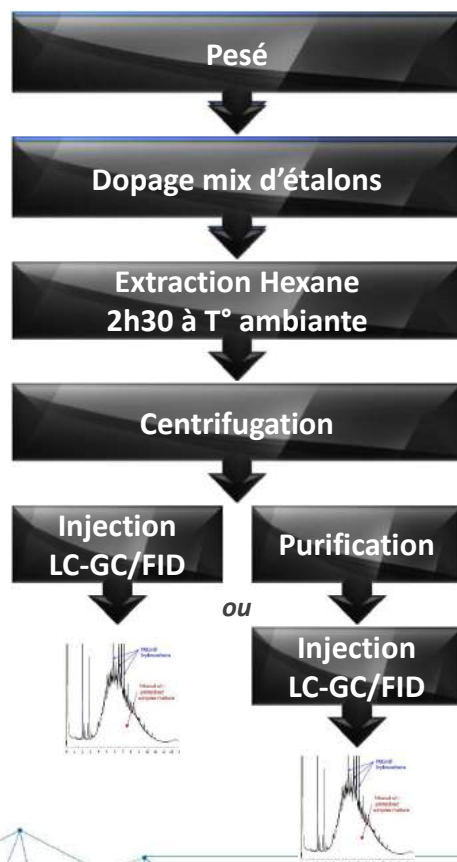 Pesé
Dopage mix d'étalons
Extraction Hexane
2h30 à T° ambiante
Centrifugation
Injection
LC-GC/FID
ou
Purification
Injection
LC-GC/FID